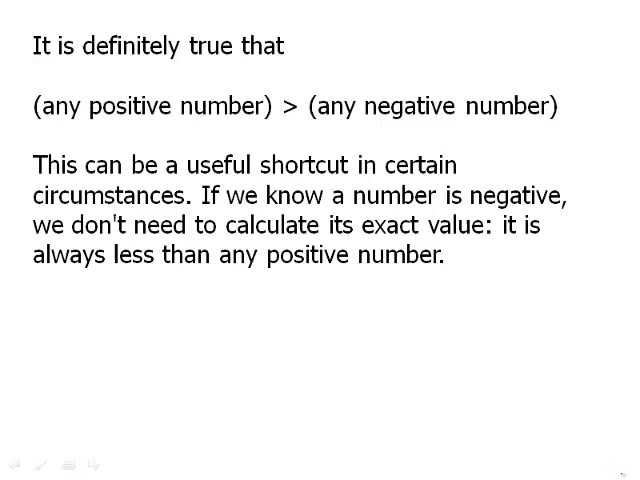 It is definitely true that
(any positive number) > (any negative number)
This can be a useful shortcut in certain
circumstances. If we know a number is negative,
we don't need to calculate its exact value: it is
always less than any positive number.